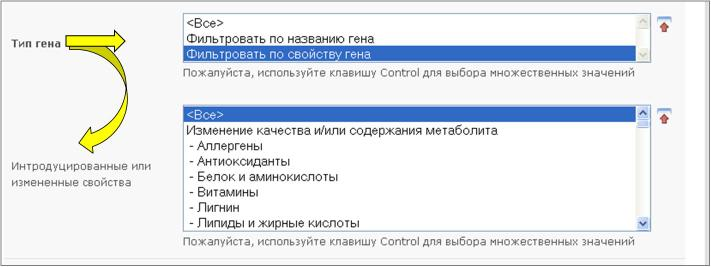 Тип гена
<Все>
Фильтровать по названию гена
Фильтровать по свойству гена
Пожалуйста, используйте клавишу Control для выбора множественных значений
Интродуцированные или
измененные свойства
<Все>
Изменение качества и/или содержания метаболита
- Аллергены
- Антиоксиданты
- Белок и аминокислоты
- Витамины
- Лигнин
- Липиды и жирные кислоты
Пожалуйста, используйте клавишу Control для выбора множественных значений